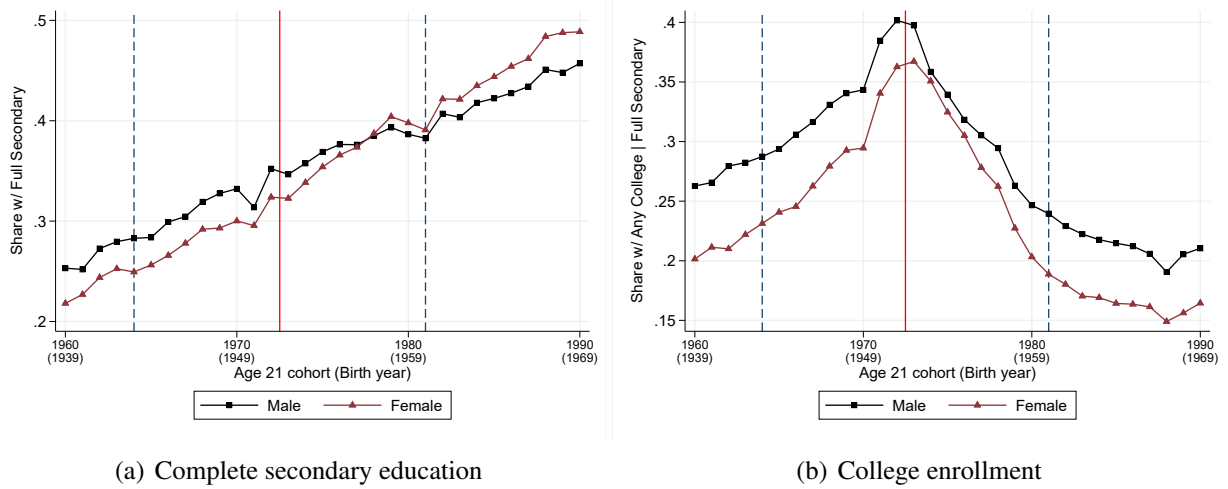 Share w/ Full Secondary
.5
.4
.3
.2
1960 1970 1980 1990
(1939) (1949) (1959) (1969)
Age 21 cohort (Birth year)
Male Female
(a) Complete secondary education
Share w/ Any College | Full Secondary
.4
.35
.3
.25
.2
.15
1960 1970 1980 1990
(1939) (1949) (1959) (1969)
Age 21 cohort (Birth year)
Male Female
(b) College enrollment